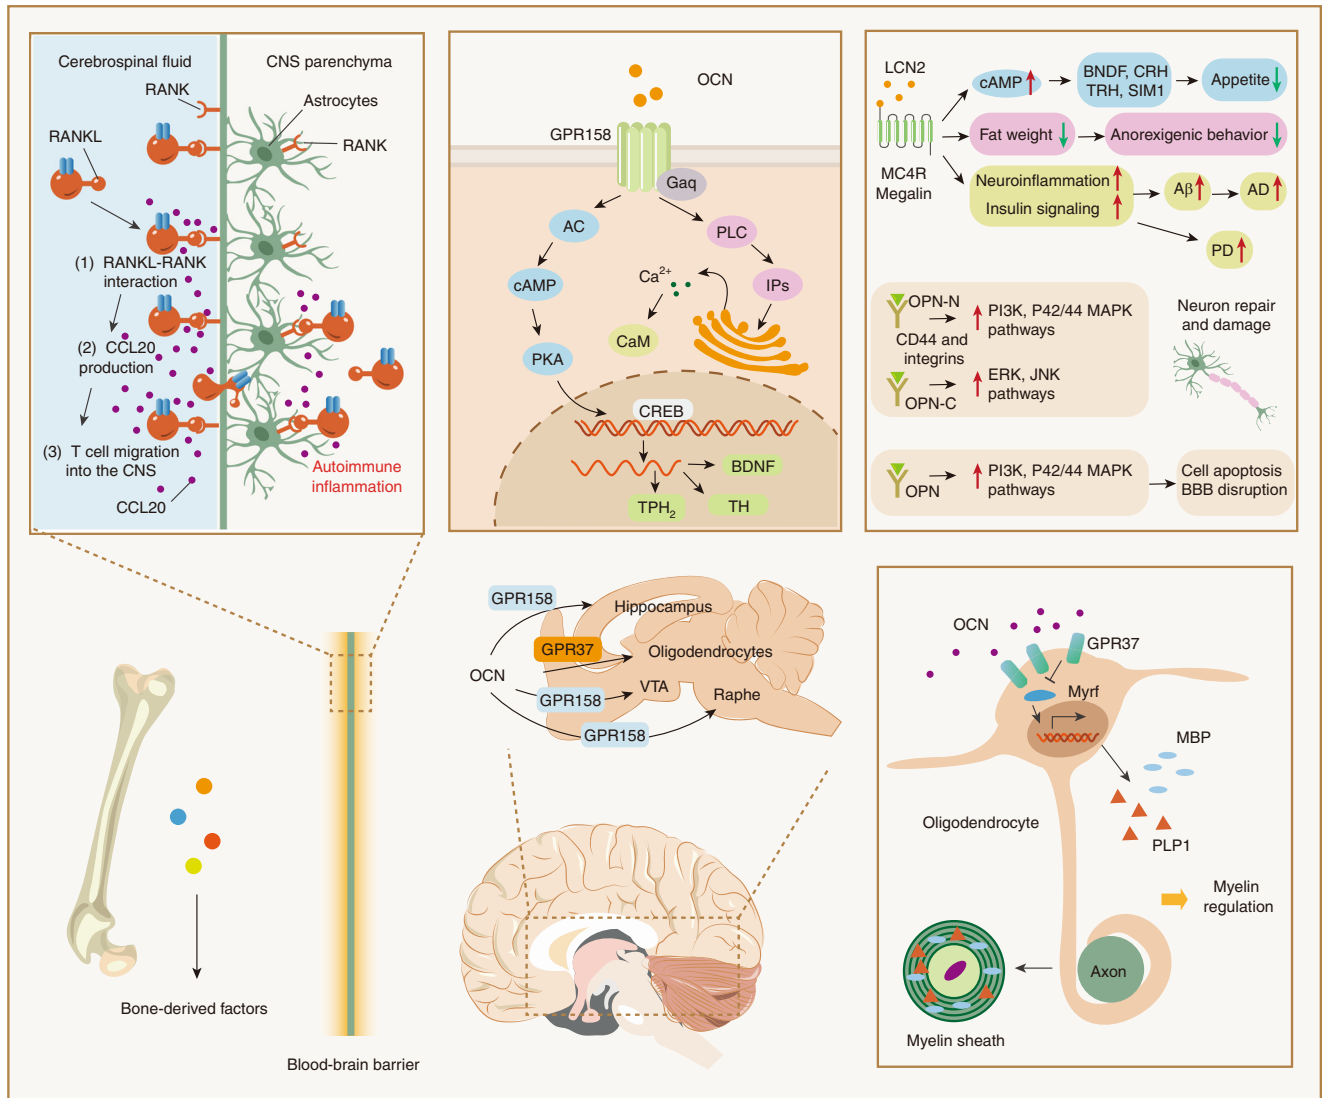 Cerebrospinal fluid
CNS parenchyma
RANK
Astrocytes
RANKL
RANK
(1) RANKL-RANK
interaction
(2) CCL20
production
(3) T cell migration
into the CNS
CCL20
Autoimmune
inflammation
OCN
GPR158
Gaq
AC
PLC
cAMP
Ca2+
IPs
CaM
PKA
CREB
BDNF
TPH2
TH
LCN2
cAMP
BNDF, CRH
TRH, SIM1
Appetite
Fat weight
Anorexigenic behavior
MC4R
Megalin
Neuroinflammation
Insulin signaling
Aβ
AD
PD
OPN-N
PI3K, P42/44 MAPK
pathways
CD44 and
integrins
ERK, JNK
pathways
OPN-C
Neuron repair
and damage
OPN
PI3K, P42/44 MAPK
pathways
Cell apoptosis
BBB disruption
Bone-derived factors
Blood-brain barrier
GPR158
Hippocampus
GPR37
Oligodendrocytes
OCN
GPR158
VTA
Raphe
GPR158
OCN
GPR37
Myrf
MBP
Oligodendrocyte
PLP1
Myelin
regulation
Axon
Myelin sheath